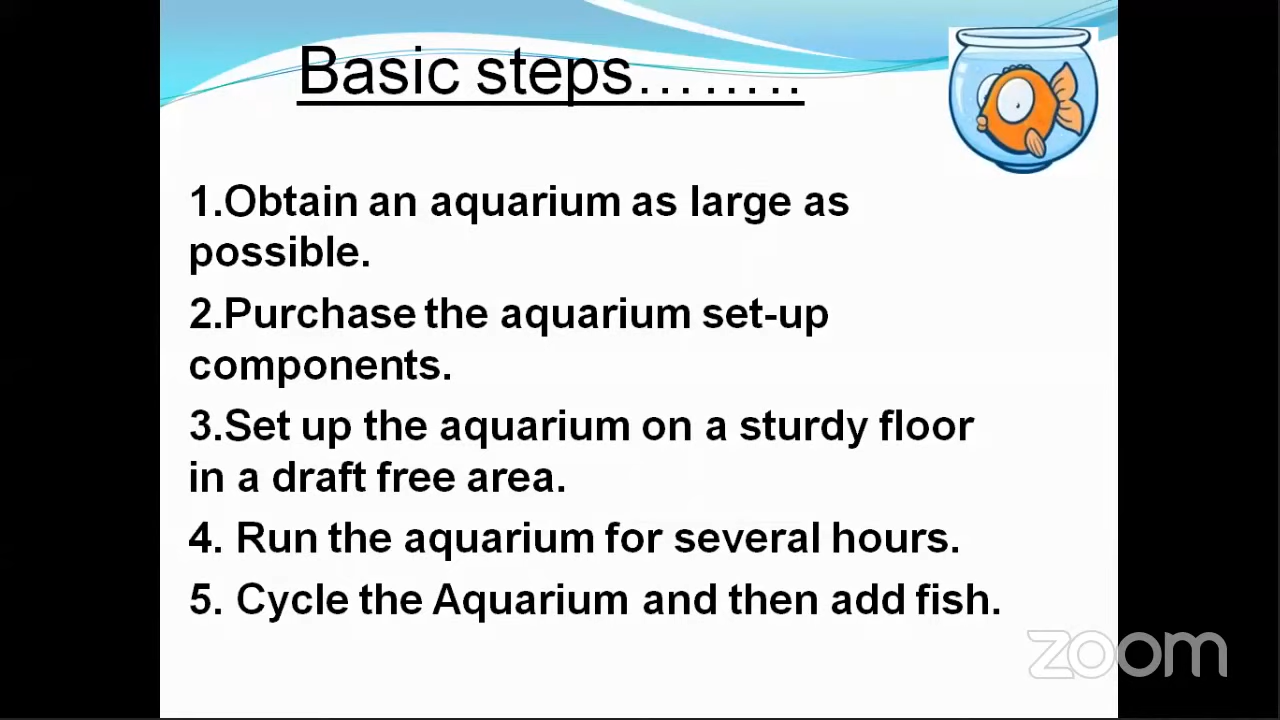 Basic steps……..
1.Obtain an aquarium as large as
possible.
2.Purchase the aquarium set-up
components.
3.Set up the aquarium on a sturdy floor
in a draft free area.
4. Run the aquarium for several hours.
5. Cycle the Aquarium and then add fish.
zoom